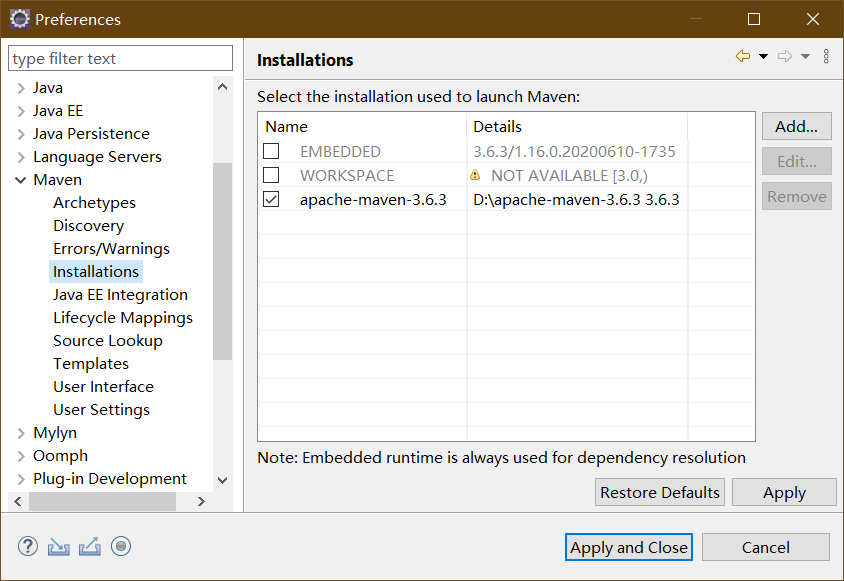 Preferences
type filter text
Java
Java EE
Java Persistence
Language Servers
Maven
Archetypes
Discovery
Errors/Warnings
Installations
Java EE Integration
Lifecycle Mappings
Source Lookup
Templates
User Interface
User Settings
Mylyn
Oomph
Plug-in Development
Installations
Select the installation used to launch Maven:
Name Details
EMBEDDED 3.6.3/1.16.0.20200610-1735
WORKSPACE NOT AVAILABLE [3.0,)
apache-maven-3.6.3 D:\apache-maven-3.6.3 3.6.3
Add...
Edit...
Remove
Note: Embedded runtime is always used for dependency resolution
Restore Defaults Apply
Apply and Close Cancel